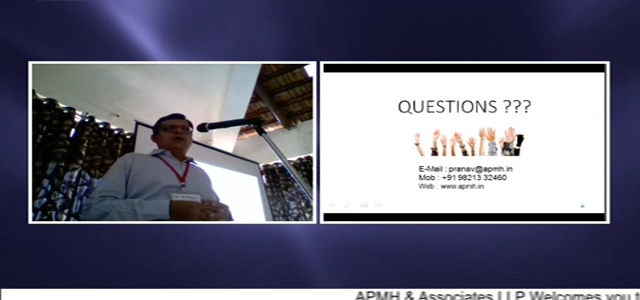 QUESTIONS ???
E-Mail : pranav@apmh.in
Mob : +91 98213 32460
Web : www.apmh.in
APMH & Associates LLP Welcomes you t